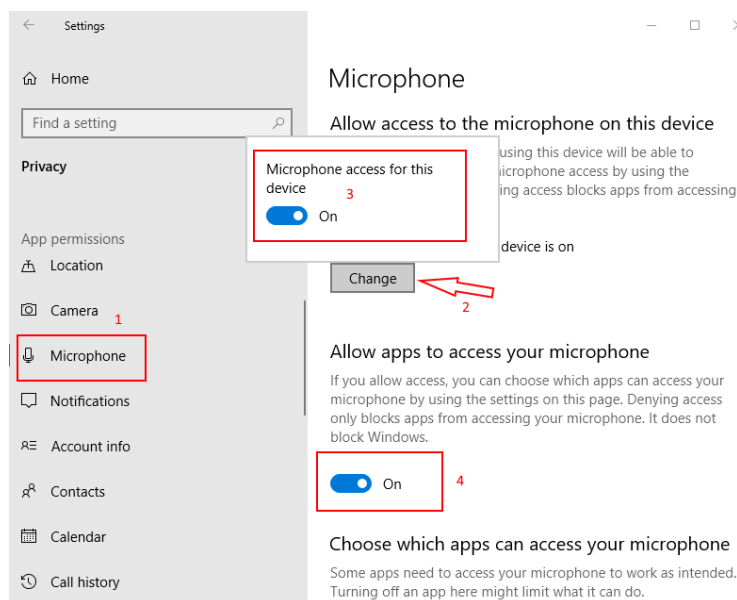 Settings
Home
Find a setting
Privacy
App permissions
Location
Camera
1
Microphone
Notifications
Account info
Contacts
Calendar
Call history
Microphone
Allow access to the microphone on this device
using this device will be able to
icrophone access by using the
ing access blocks apps from accessing
device is on
Microphone access for this
device
3
On
Change
2
Allow apps to access your microphone
If you allow access, you can choose which apps can access your
microphone by using the settings on this page. Denying access
only blocks apps from accessing your microphone. It does not
block Windows.
On
4
Choose which apps can access your microphone
Some apps need to access your microphone to work as intended.
Turning off an app here might limit what it can do.